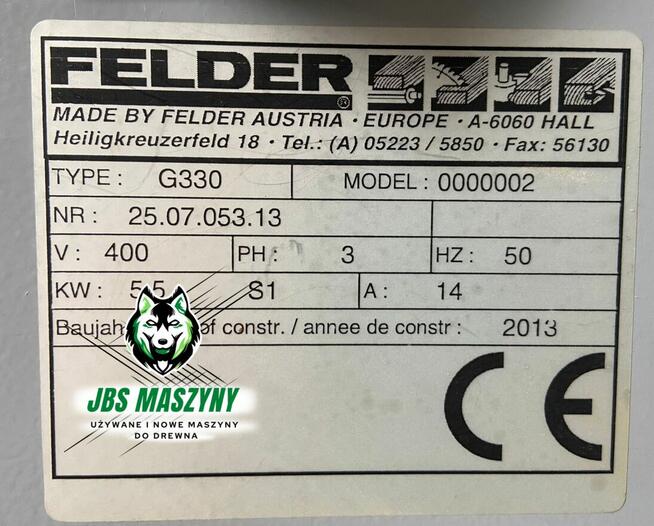 FELDER ®
MADE BY FELDER AUSTRIA · EUROPE · A-6060 HALL
Heiligkreuzerfeld 18 · Tel.: (A) 05223 / 5850 · Fax: 56130
TYPE : G330 MODEL : 0000002
NR : 25.07.053.13
V : 400 PH : 3 HZ : 50
KW : 5,5 S1 A : 14
Baujah of constr. / annee de constr : 2013
CE
JBS MASZYNY
UŻYWANE I NOWE MASZYNY
DO DREWNA